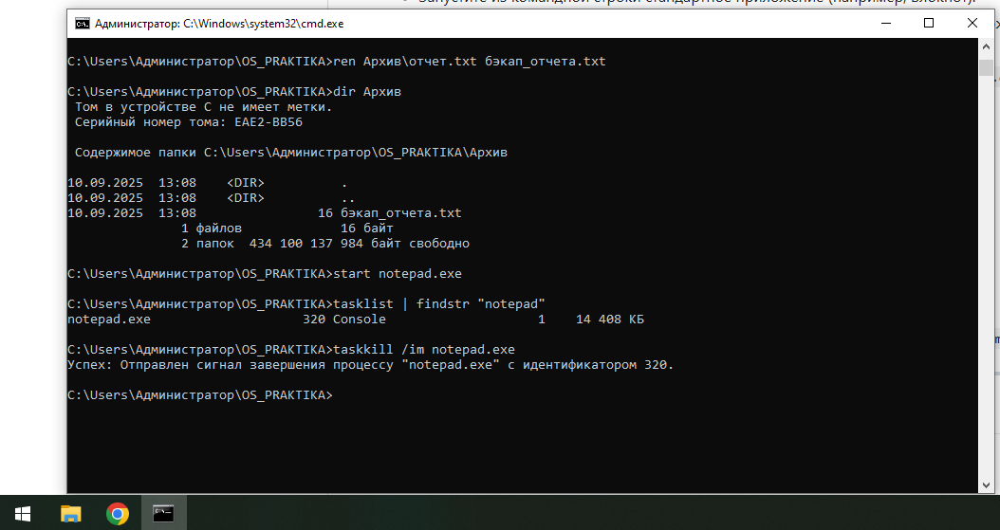 Запустите из командной строки стандартное приложение (например, Блокнот).
Администратор: C:\Windows\system32\cmd.exe
C:\Users\Администратор\OS_PRAKTIKA>ren Архив\отчет.txt бэкап_отчета.txt
C:\Users\Администратор\OS_PRAKTIKA>dir Архив
Том в устройстве C не имеет метки.
Серийный номер тома: EAE2-BB56
Содержимое папки C:\Users\Администратор\OS_PRAKTIKA\Архив
10.09.2025 13:08 <DIR> .
10.09.2025 13:08 <DIR> ..
10.09.2025 13:08 16 бэкап_отчета.txt
1 файлов 16 байт
2 папок 434 100 137 984 байт свободно
C:\Users\Администратор\OS_PRAKTIKA>start notepad.exe
C:\Users\Администратор\OS_PRAKTIKA>tasklist | findstr "notepad"
notepad.exe 320 Console 1 14 408 КБ
C:\Users\Администратор\OS_PRAKTIKA>taskkill /im notepad.exe
Успех: Отправлен сигнал завершения процессу "notepad.exe" с идентификатором 320.
C:\Users\Администратор\OS_PRAKTIKA>